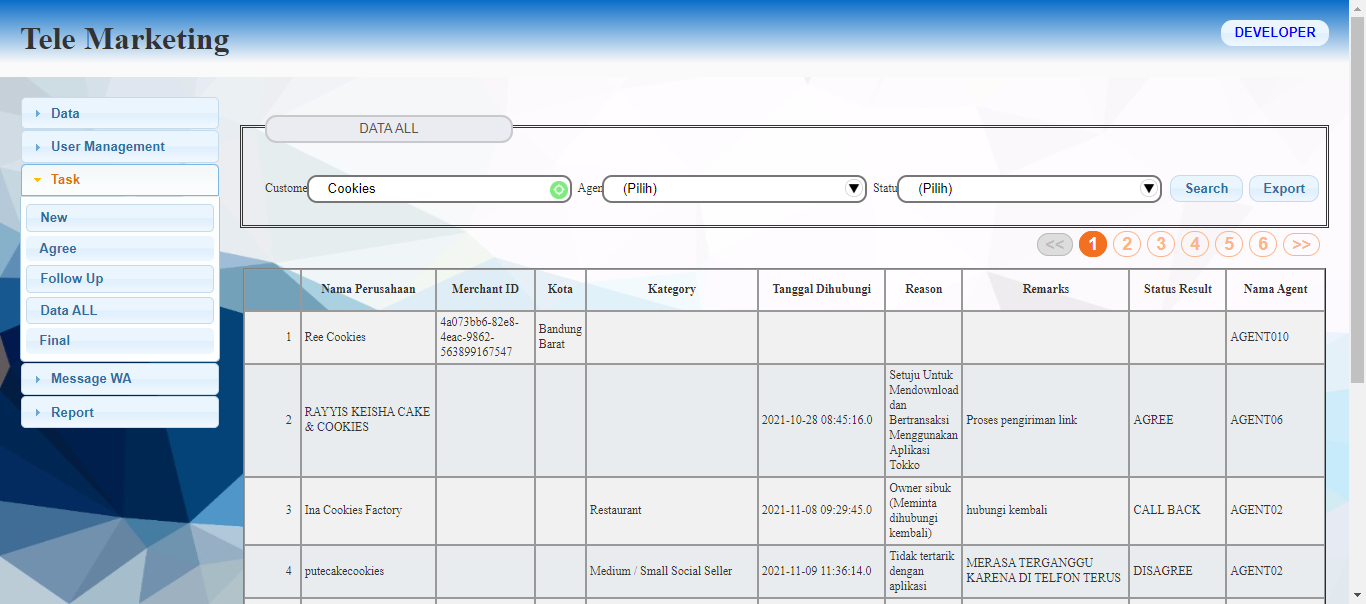 Tele Marketing
DEVELOPER
Data
User Management
Task
New
Agree
Follow Up
Data ALL
Final
Message WA
Report
DATA ALL
Custome Cookies Agen (Pilih) Statu (Pilih) Search Export
<< 1 2 3 4 5 6 >>
Nama Perusahaan Merchant ID Kota Kategory Tanggal Dihubungi Reason Remarks Status Result Nama Agent
1 Ree Cookies
4a073bb6-82e8-
4eac-9862-
563899167547
Bandung
Barat
AGENT010
2
RAYYIS KEISHA CAKE
& COOKIES
2021-10-28 08:45:16.0
Setuju Untuk
Mendownload
dan
Bertransaksi
Menggunakan
Aplikasi
Tokko
Proses pengiriman link
AGREE
AGENT06
3 Ina Cookies Factory
Restaurant
2021-11-08 09:29:45.0
Owner sibuk
(Meminta
dihubungi
kembali)
hubungi kembali
CALL BACK
AGENT02
4 putecakecookies
Medium / Small Social Seller
2021-11-09 11:36:14.0
Tidak tertarik
dengan
aplikasi
MERASA TERGANGGU
KARENA DI TELFON TERUS
DISAGREE
AGENT02